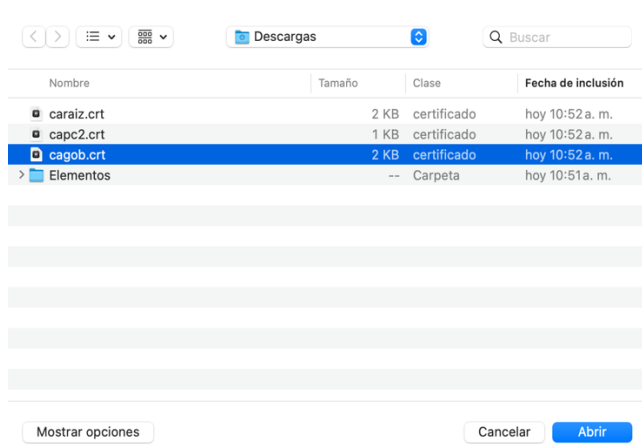 Descargas
Buscar
Nombre Tamaño Clase Fecha de inclusión
caraiz.crt 2 KB certificado hoy 10:52 a. m.
capc2.crt 1 KB certificado hoy 10:52 a. m.
cagob.crt 2 KB certificado hoy 10:52 a. m.
Elementos -- Carpeta hoy 10:51 a. m.
Mostrar opciones Cancelar Abrir